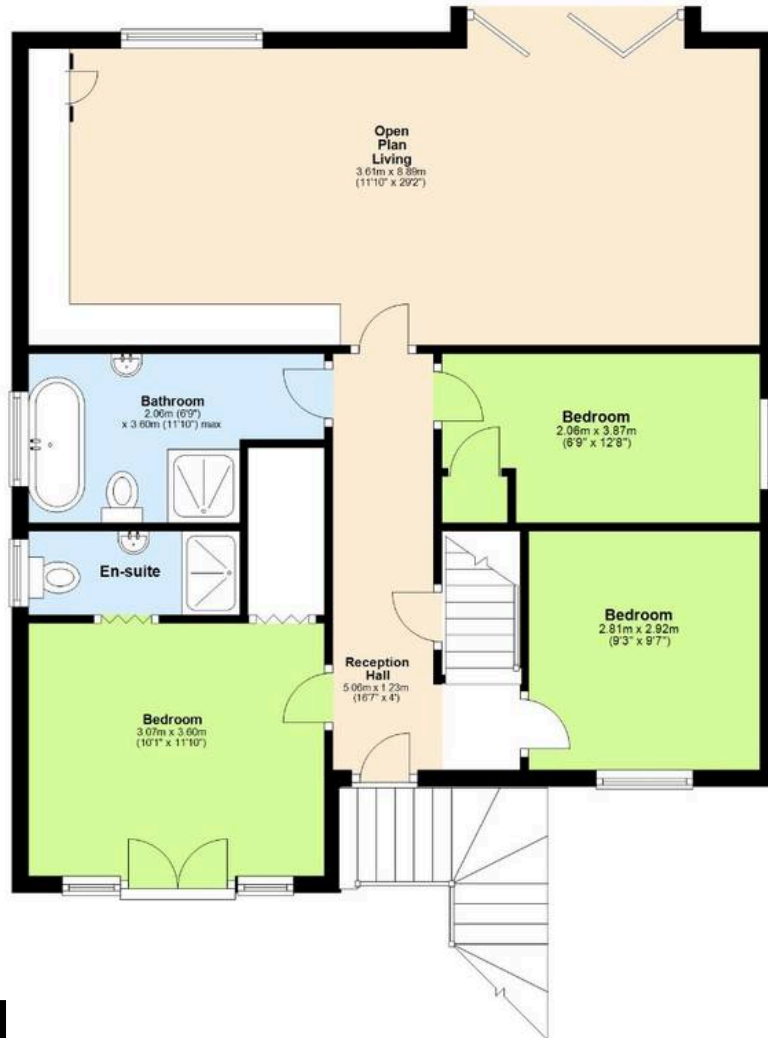 Open
Plan
Living
3.61m x 8.89m
(11'10" x 29'2")
Bathroom
2.06m (6'9")
x 3.60m (11'10") max
Bedroom
2.06m x 3.87m
(6'9" x 12'8")
En-suite
Bedroom
2.81m x 2.92m
(9'3" x 9'7")
Reception
Hall
5.06m x 1.23m
(16'7" x 4')
Bedroom
3.07m x 3.60m
(10'1" x 11'10")